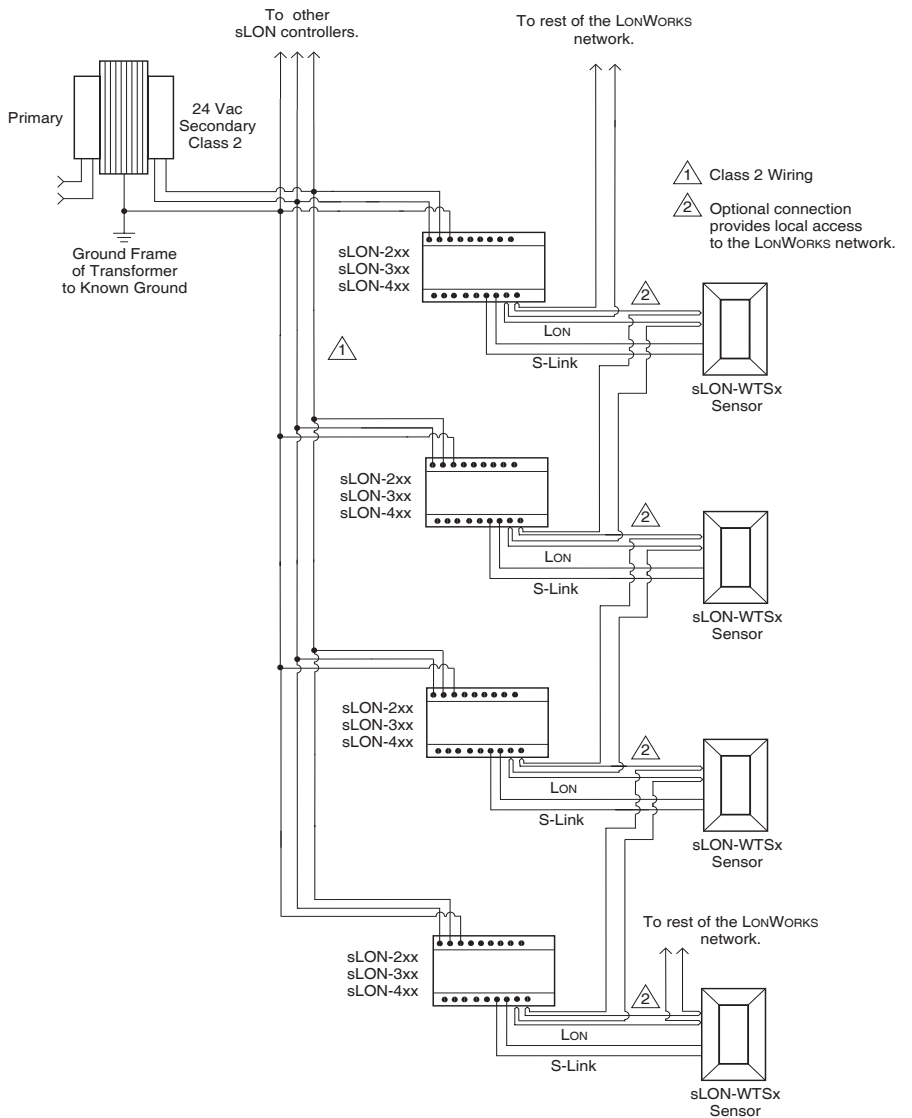 To other
sLON controllers.
To rest of the LONWORKS
network.
Primary
24 Vac
Secondary
Class 2
1 Class 2 Wiring
2 Optional connection
provides local access
to the LONWORKS network.
Ground Frame
of Transformer
to Known Ground
sLON-2xx
sLON-3xx
sLON-4xx
2
LON
S-Link
sLON-WTSx
Sensor
1
sLON-2xx
sLON-3xx
sLON-4xx
2
LON
S-Link
sLON-WTSx
Sensor
sLON-2xx
sLON-3xx
sLON-4xx
2
LON
S-Link
sLON-WTSx
Sensor
To rest of the LONWORKS
network.
sLON-2xx
sLON-3xx
sLON-4xx
2
LON
S-Link
sLON-WTSx
Sensor